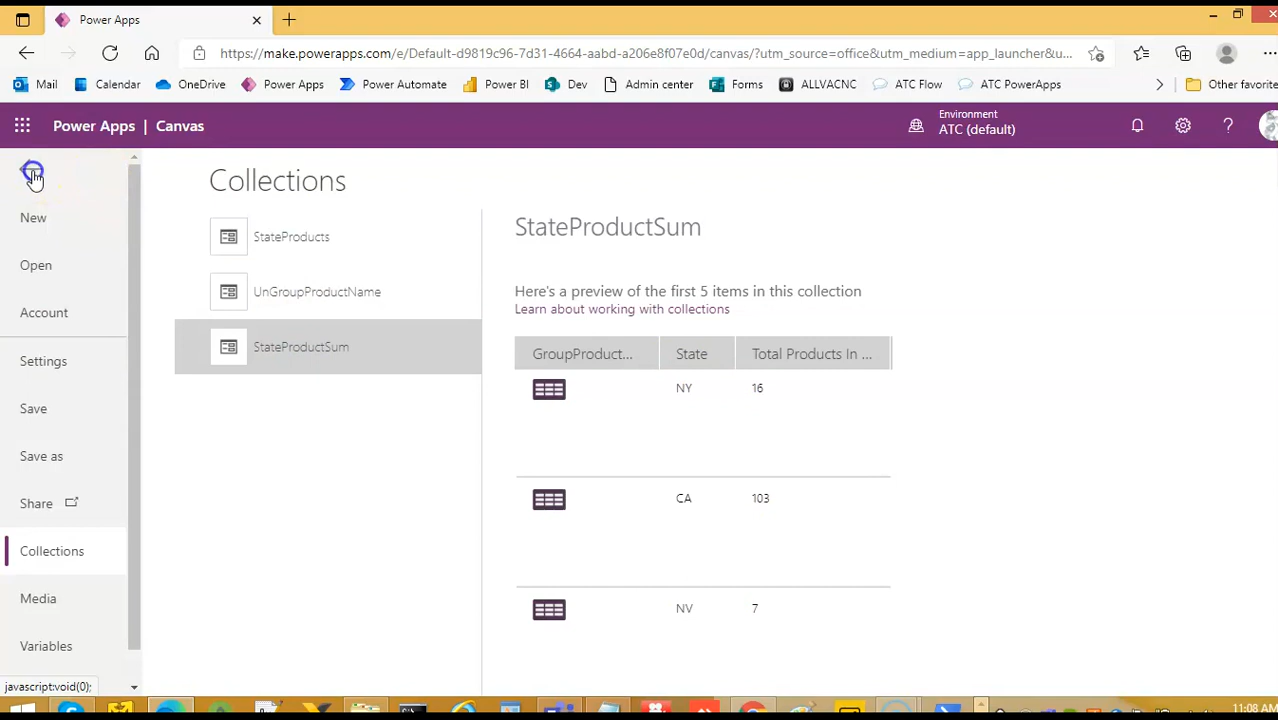 Power Apps
https://make.powerapps.com/e/Default-d9819c96-7d31-4664-aabd-a206e8f07e0d/canvas/?utm_source=office&utm_medium=app_launcher&u...
Mail Calendar OneDrive Power Apps Power Automate Power BI Dev Admin center Forms ALLVACNC ATC Flow ATC PowerApps Other favorite
Power Apps | Canvas
Environment
ATC (default)
New
Open
Account
Settings
Save
Save as
Share
Collections
Media
Variables
javascript:void(0);
Collections
StateProducts
UnGroupProductName
StateProductSum
StateProductSum
Here's a preview of the first 5 items in this collection
Learn about working with collections
GroupProduct... State Total Products In ...
NY 16
CA 103
NV 7
11:08 AM